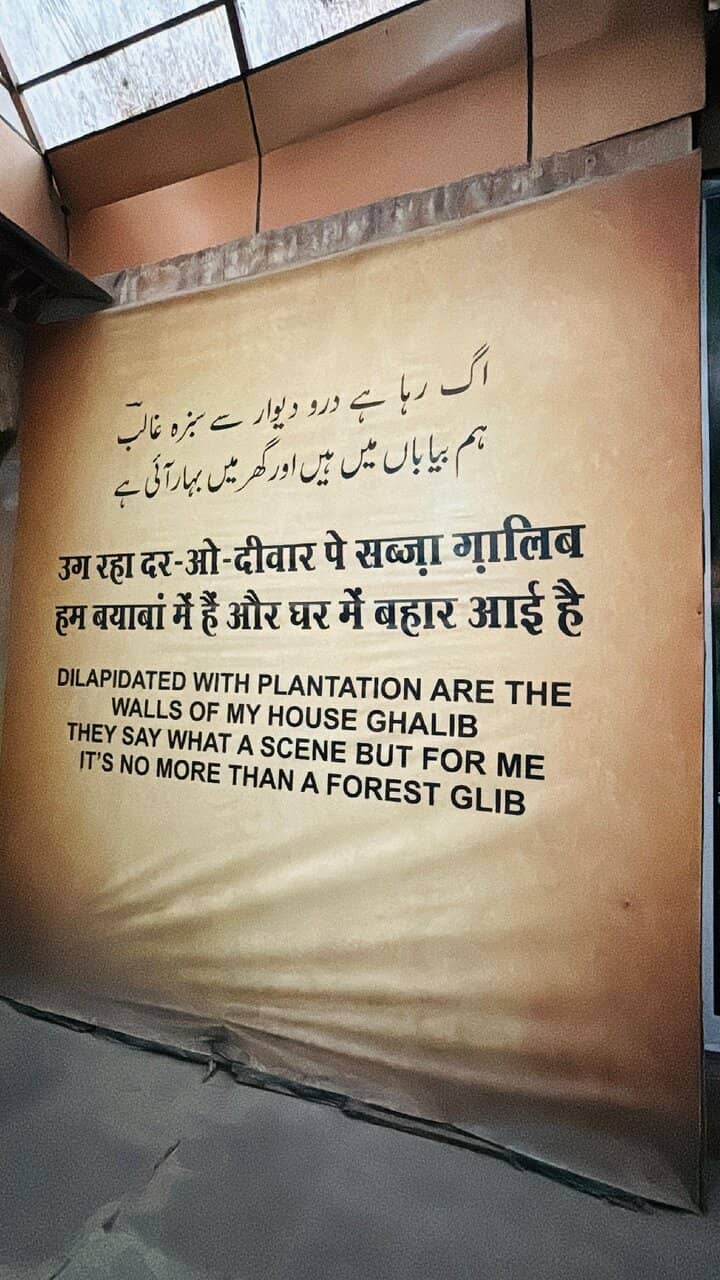 اگ رہا ہے درو دیوار سے سبزہ غالبؔ
ہم بیاباں میں ہیں اور گھر میں بہار آئی ہے
उग रहा दर-ओ-दीवार पे सब्ज़ा ग़ालिब
हम बयाबां में हैं और घर में बहार आई है
DILAPIDATED WITH PLANTATION ARE THE
WALLS OF MY HOUSE GHALIB
THEY SAY WHAT A SCENE BUT FOR ME
IT'S NO MORE THAN A FOREST GLIB